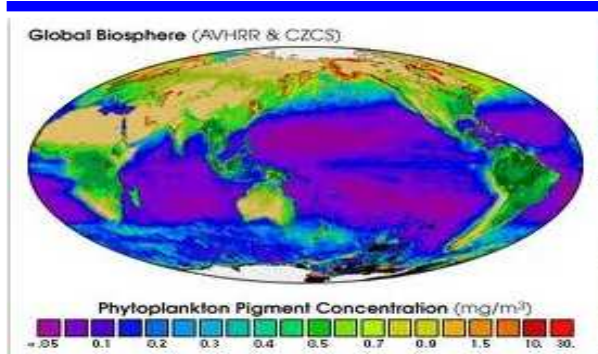 Global Biosphere (AVHRR & CZCS)
Phytoplankton Pigment Concentration (mg/m³)
<.05 0.1 0.2 0.3 0.4 0.5 0.7 0.9 1.5 10. 30.